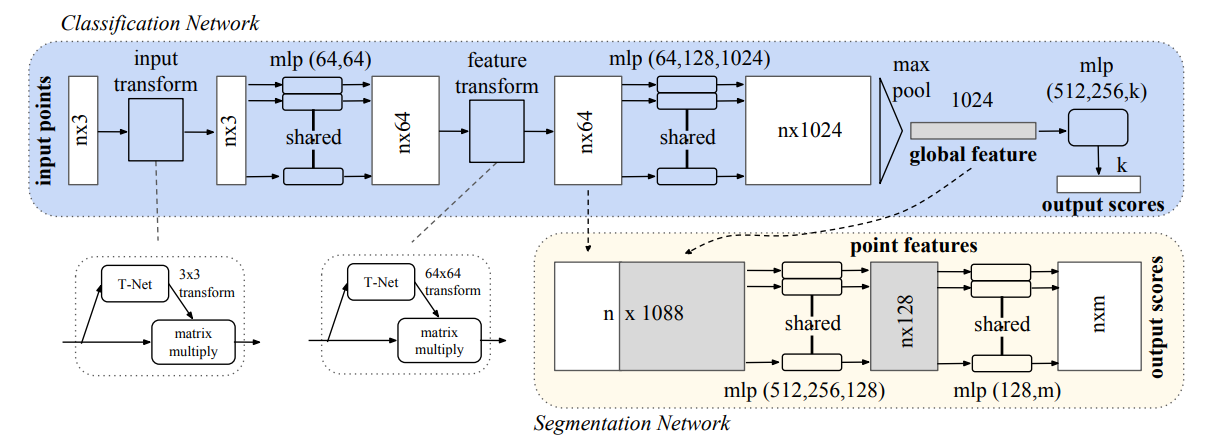 Classification Network
input points
nx3
input
transform
nx3
mlp (64,64)
shared
nx64
feature
transform
nx64
mlp (64,128,1024)
shared
nx1024
max
pool
1024
global feature
mlp
(512,256,k)
k
output scores
T-Net
3x3
transform
matrix
multiply
T-Net
64x64
transform
matrix
multiply
point features
n x 1088
shared
mlp (512,256,128)
nx128
shared
mlp (128,m)
nxm
output scores
Segmentation Network